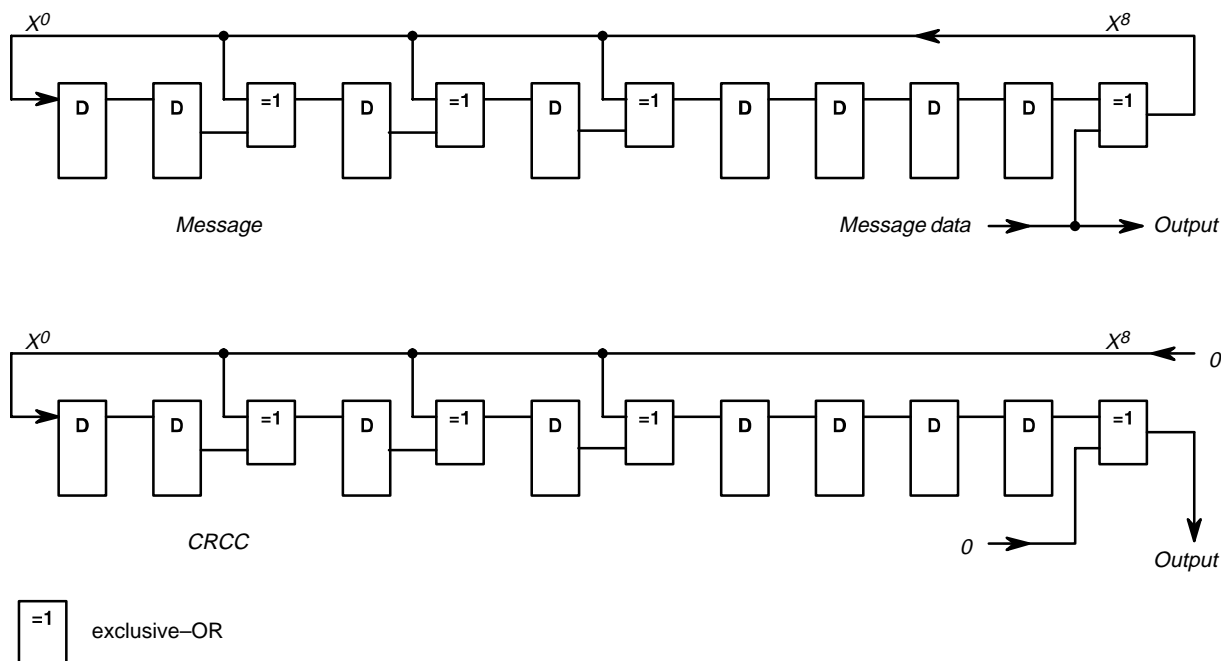 X0 X8
D D =1 D =1 D =1 D D D D =1
Message Message data Output
X0 X8 0
D D =1 D =1 D =1 D D D D =1
CRCC 0 Output
=1 exclusive–OR